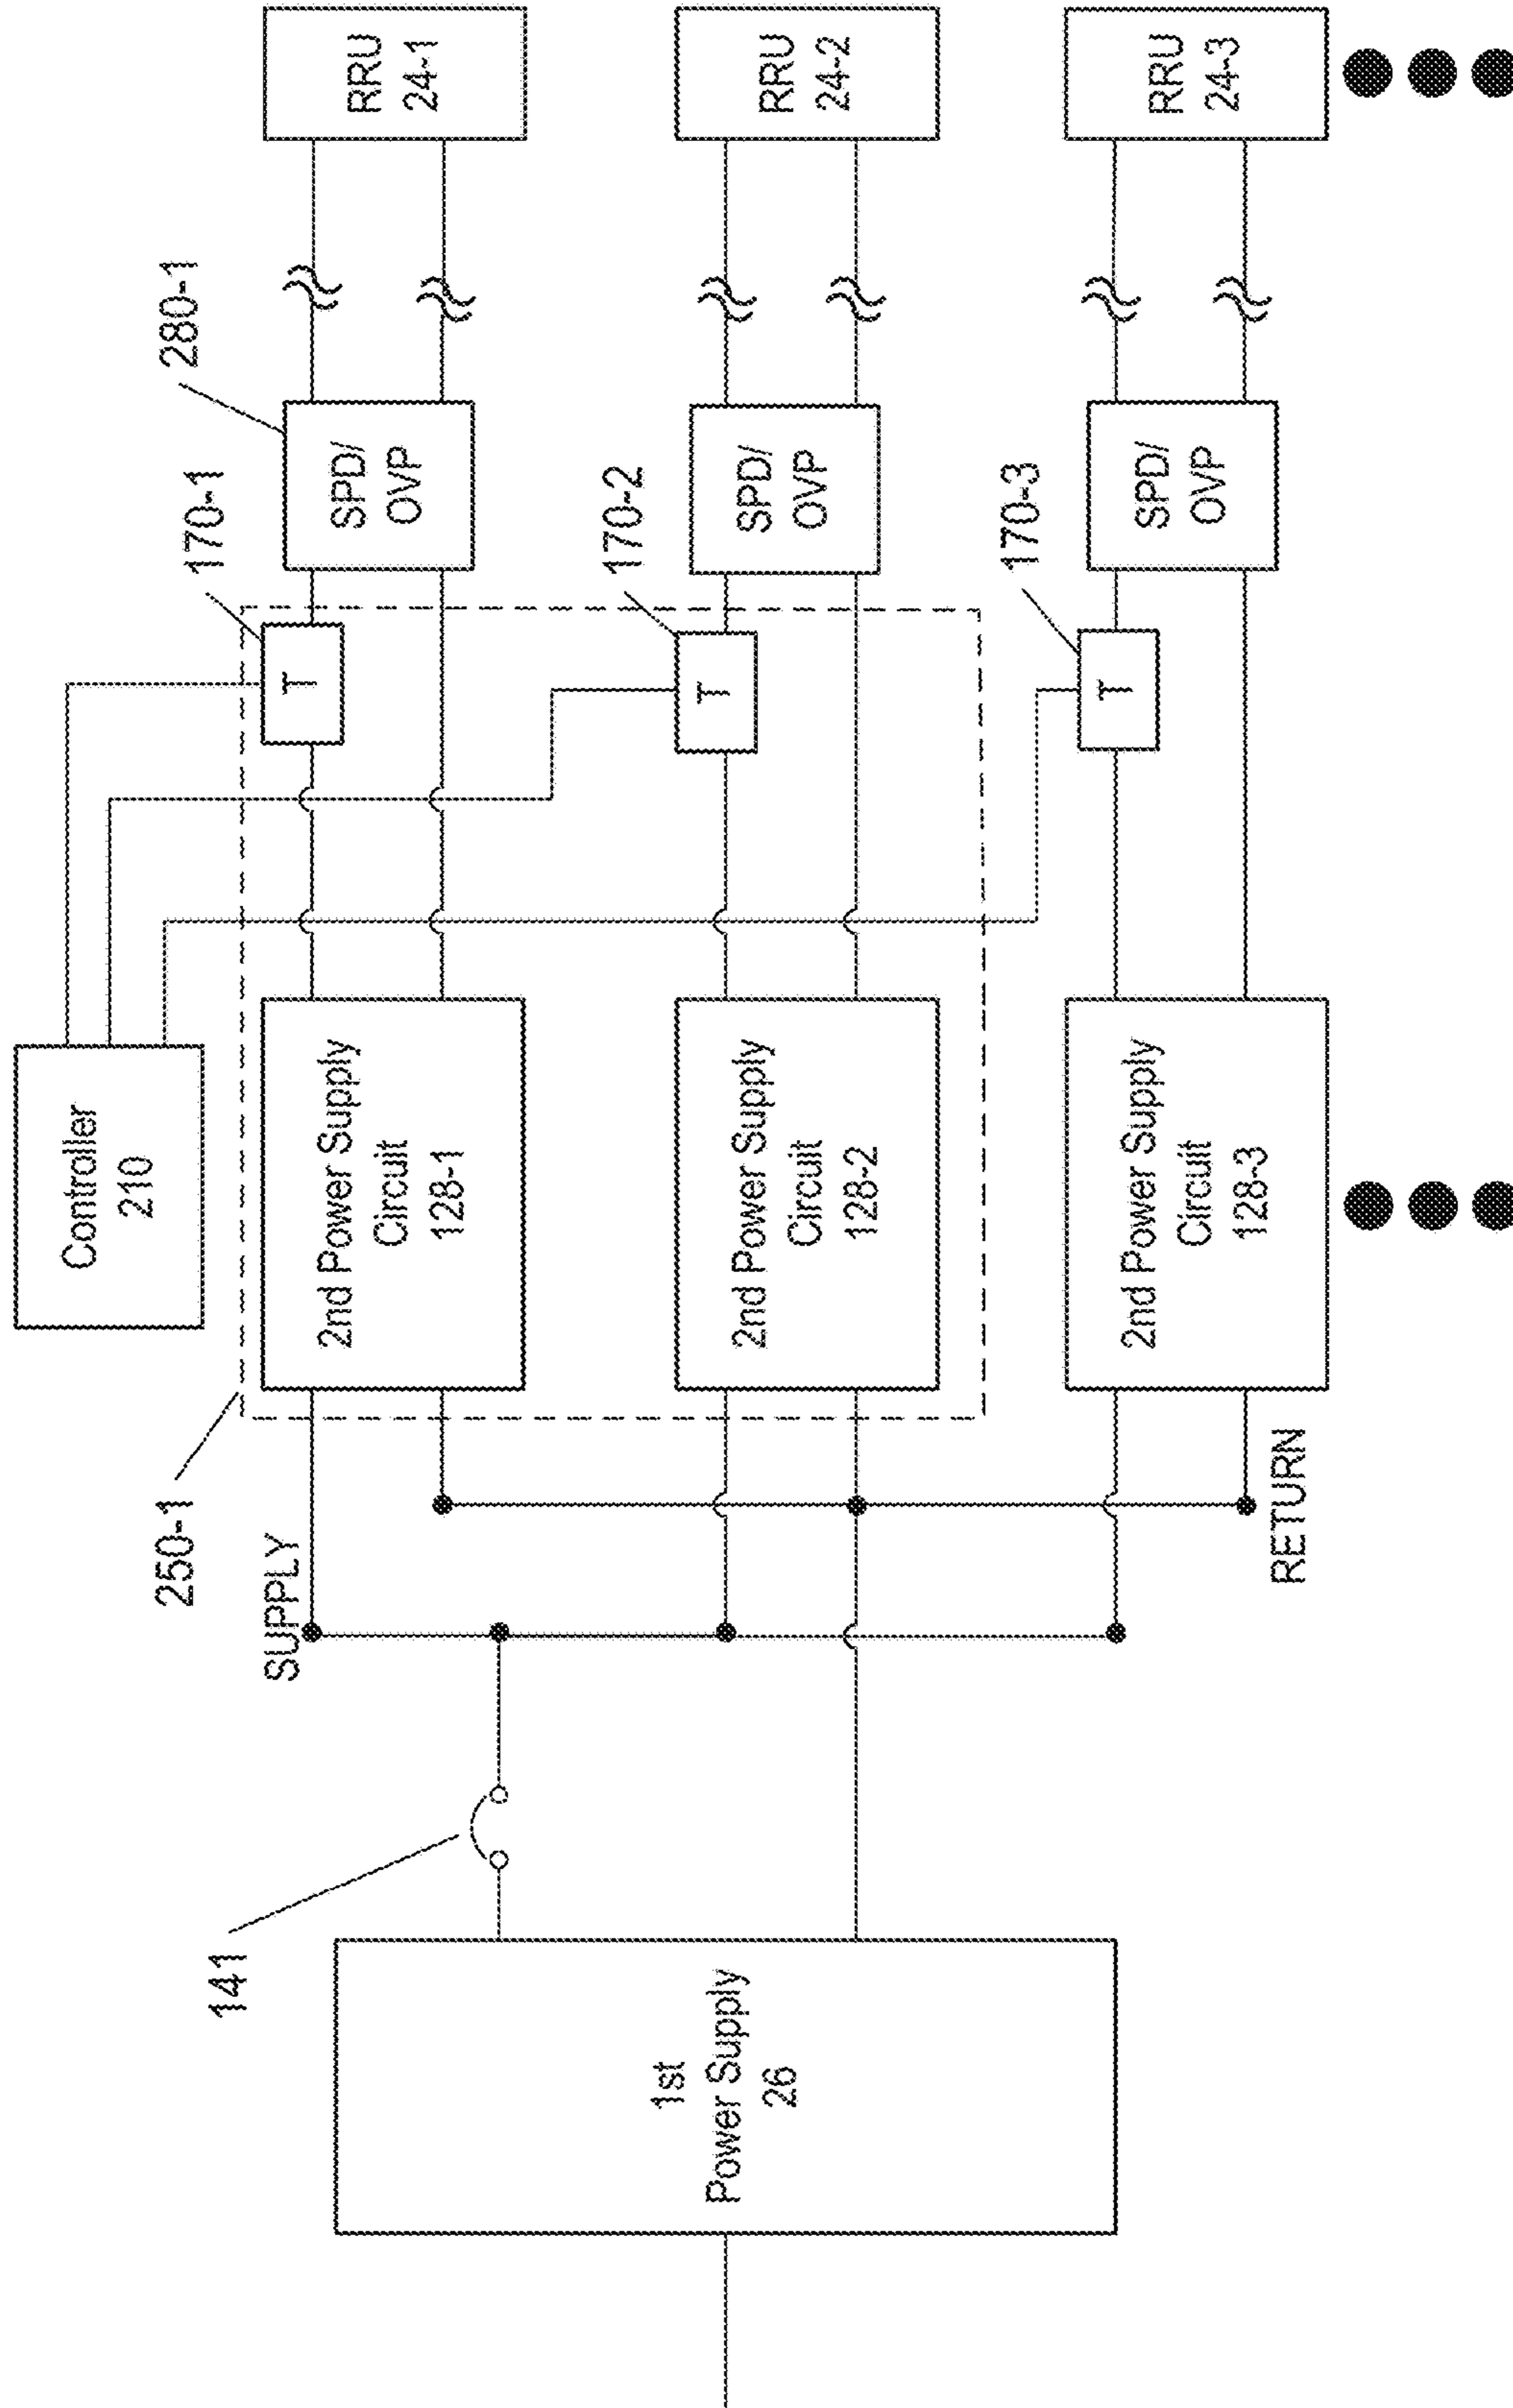 Controller
210
250-1
170-1
280-1
SUPPLY
2nd Power Supply
Circuit
128-1
T
SPD/
OVP
RRU
24-1
141
170-2
1st
Power Supply
26
2nd Power Supply
Circuit
128-2
T
SPD/
OVP
RRU
24-2
170-3
2nd Power Supply
Circuit
128-3
T
SPD/
OVP
RRU
24-3
RETURN